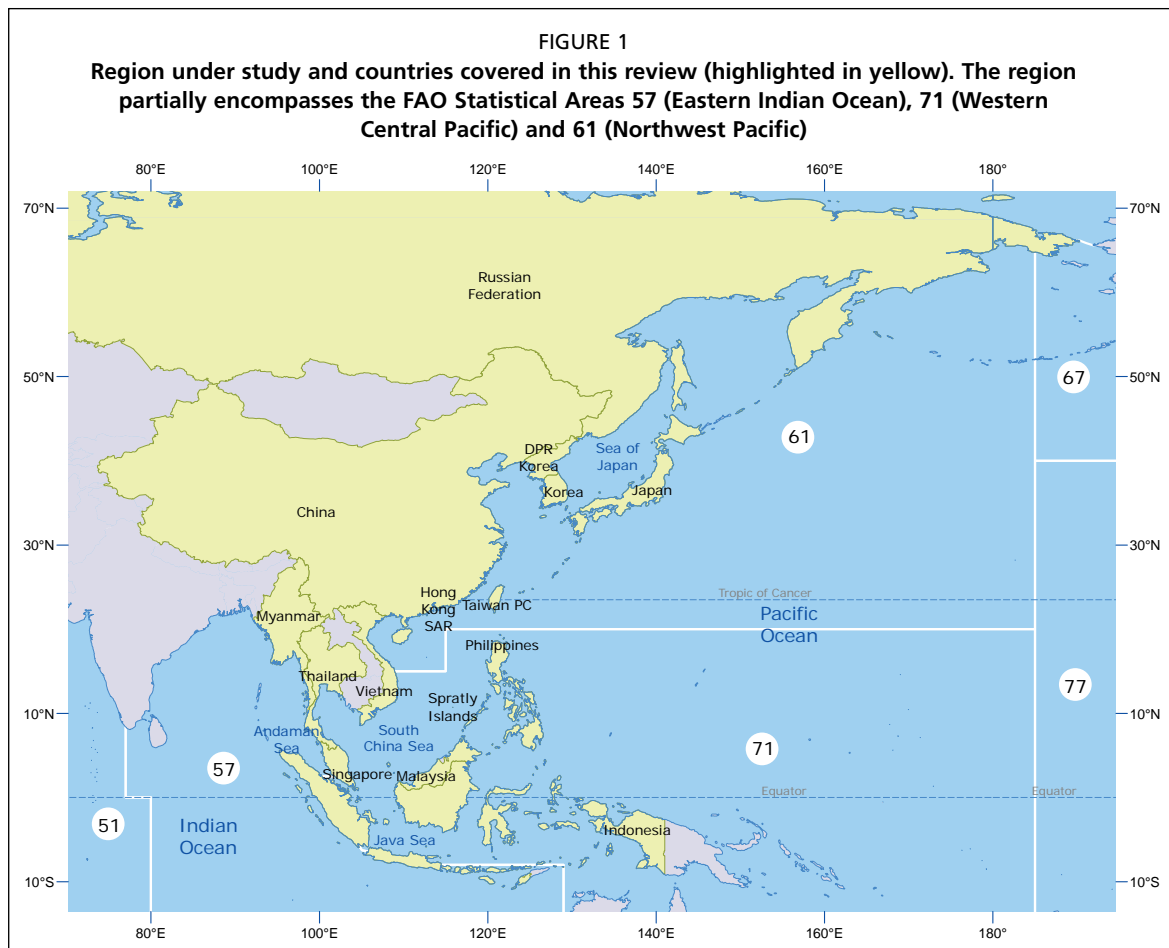 FIGURE 1
Region under study and countries covered in this review (highlighted in yellow). The region
partially encompasses the FAO Statistical Areas 57 (Eastern Indian Ocean), 71 (Western
Central Pacific) and 61 (Northwest Pacific)
80°E 100°E 120°E 140°E 160°E 180°
70°N 70°N
Russian
Federation
50°N 67 50°N
61
DPR
Korea
Sea of
Japan
Korea
Japan
China
30°N 30°N
Hong
Kong
SAR
Taiwan PC
Tropic of Cancer
Pacific
Ocean
Myanmar
Philippines
Thailand
Vietnam
Spratly
Islands
77
10°N 10°N
Andaman
Sea
South
China Sea
71
57
Singapore
Malaysia
Equator Equator
51
Indian
Ocean
Java Sea
Indonesia
10°S 10°S
80°E 100°E 120°E 140°E 160°E 180°